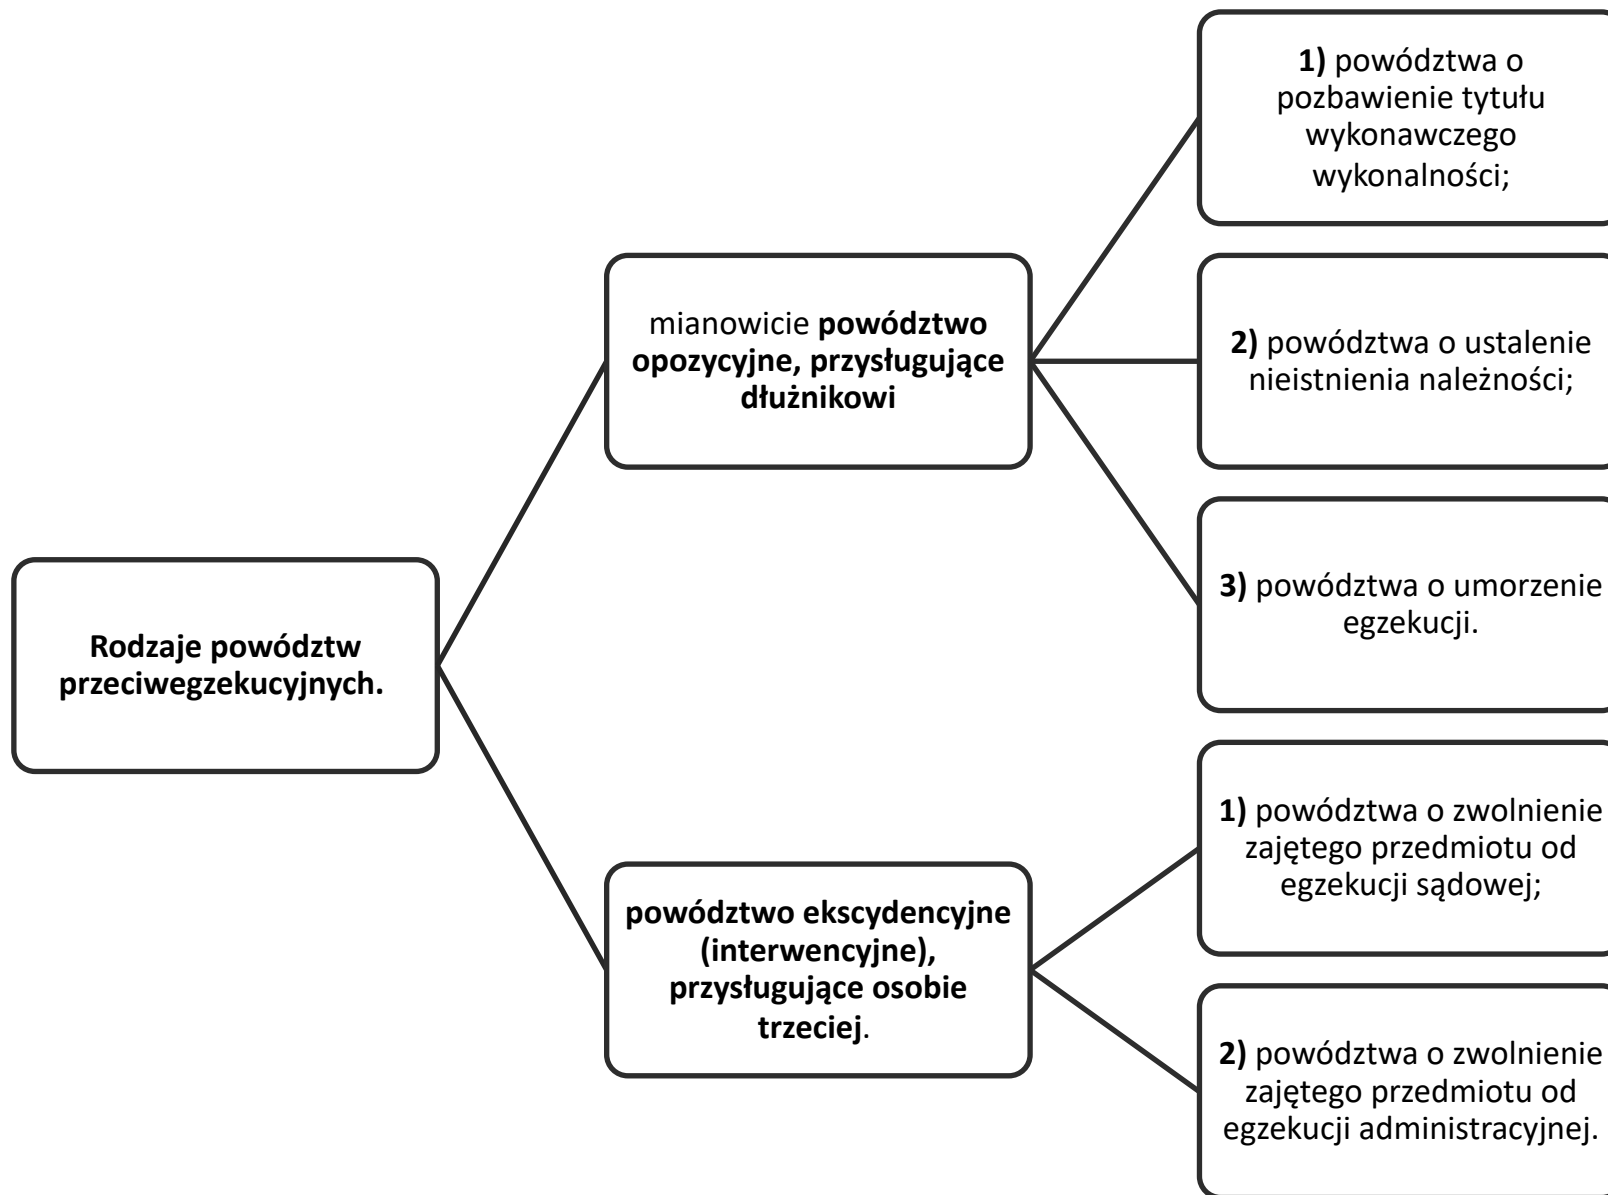 Rodzaje powództw
przeciwegzekucyjnych.
mianowicie powództwo
opozycyjne, przysługujące
dłużnikowi
1) powództwa o
pozbawienie tytułu
wykonawczego
wykonalności;
2) powództwa o ustalenie
nieistnienia należności;
3) powództwa o umorzenie
egzekucji.
powództwo ekscydencyjne
(interwencyjne),
przysługujące osobie
trzeciej.
1) powództwa o zwolnienie
zajętego przedmiotu od
egzekucji sądowej;
2) powództwa o zwolnienie
zajętego przedmiotu od
egzekucji administracyjnej.